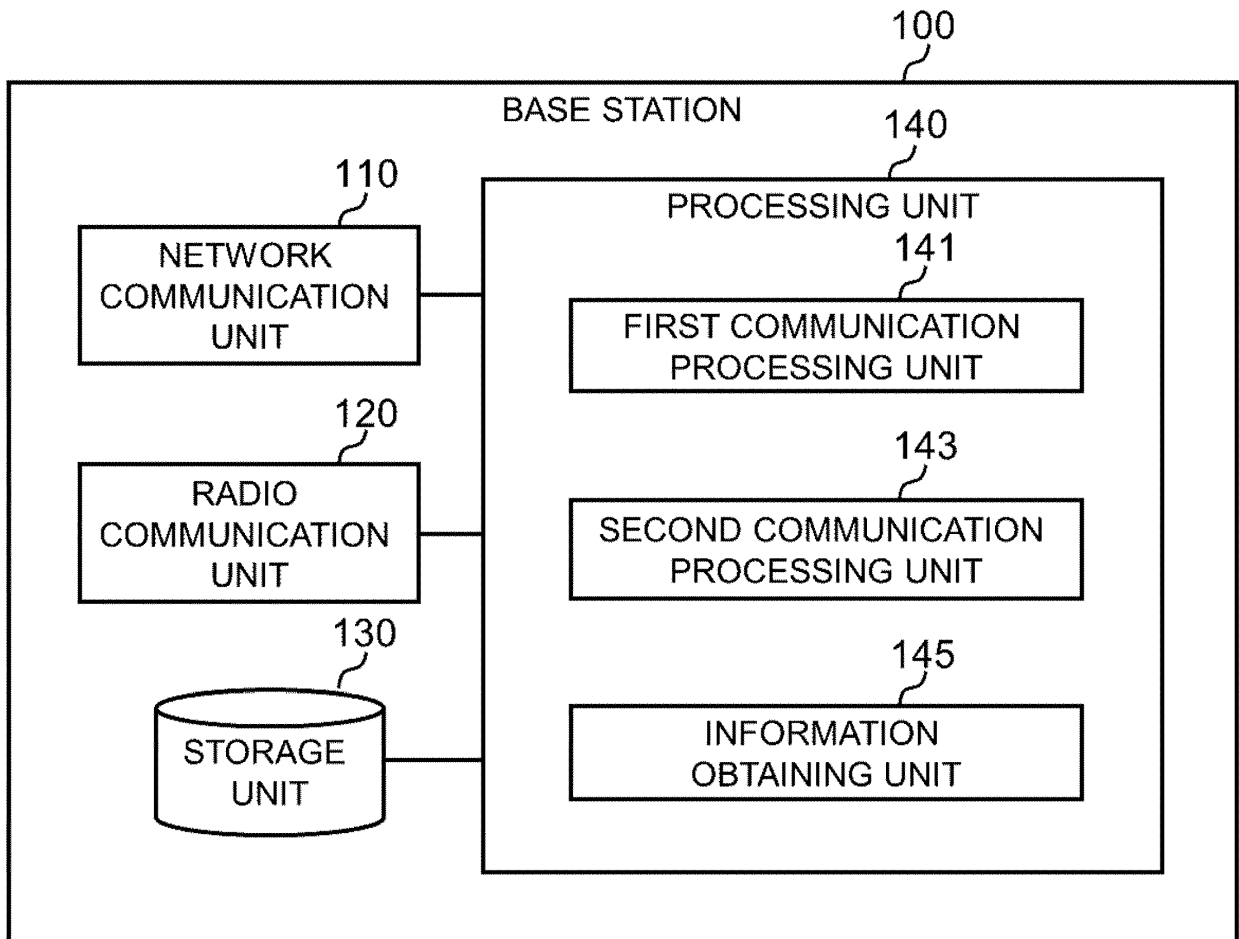 100
BASE STATION
140
PROCESSING UNIT
110
NETWORK
COMMUNICATION
UNIT
141
FIRST COMMUNICATION
PROCESSING UNIT
120
RADIO
COMMUNICATION
UNIT
143
SECOND COMMUNICATION
PROCESSING UNIT
130
STORAGE
UNIT
145
INFORMATION
OBTAINING UNIT